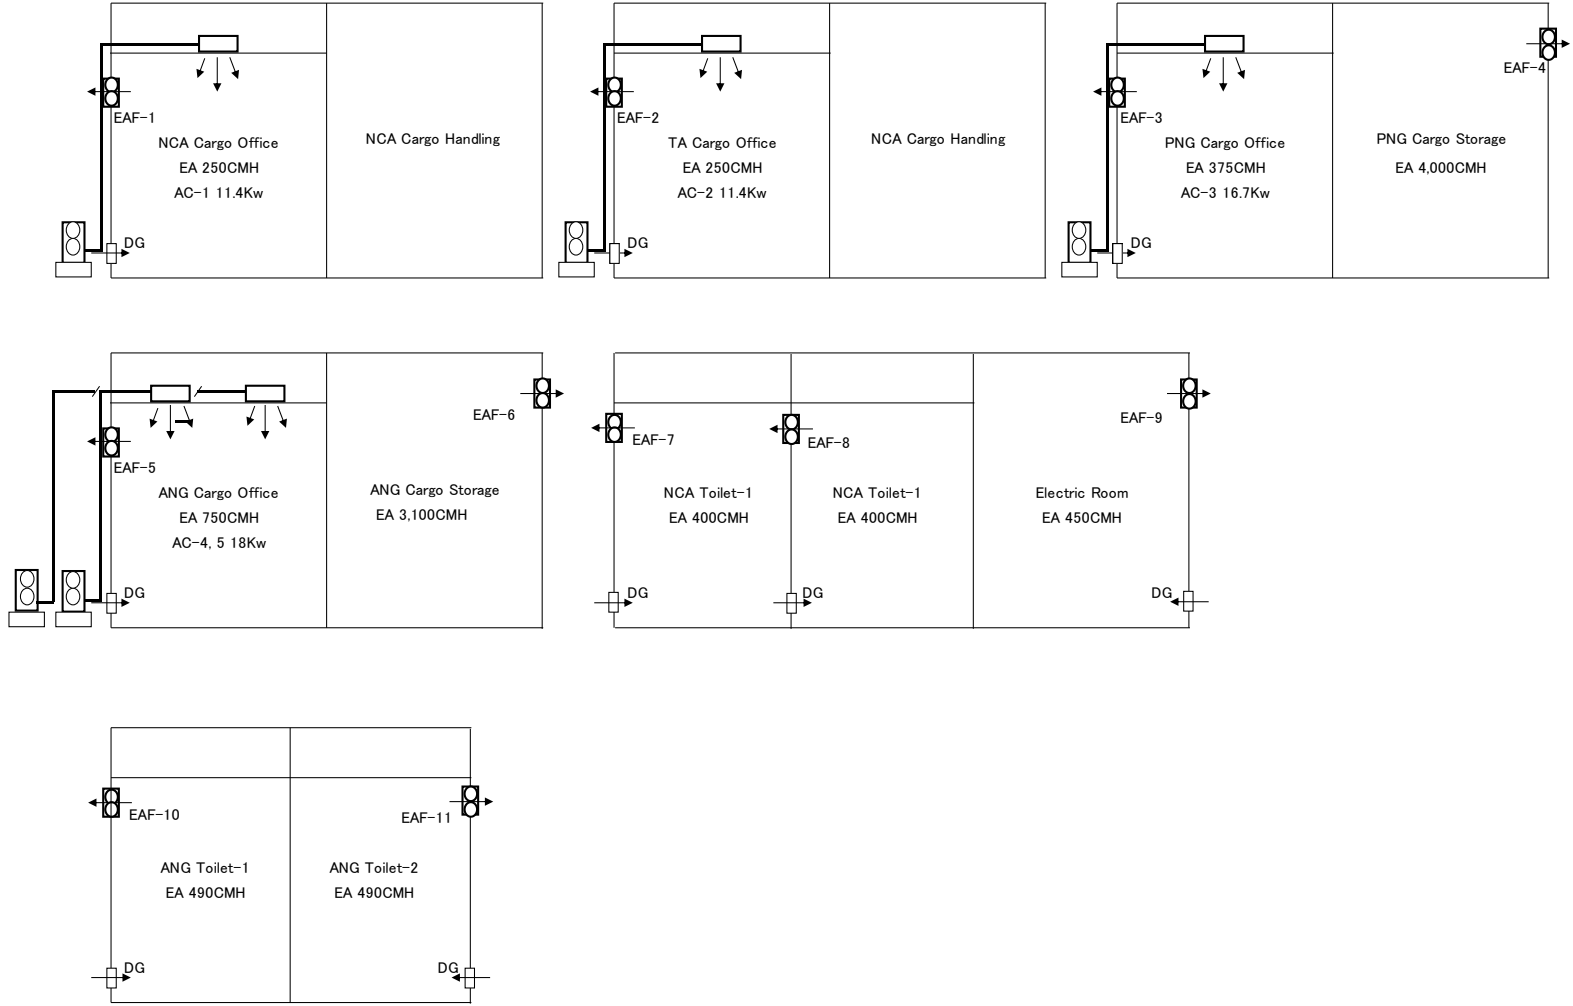 EAF-1
NCA Cargo Office
EA 250CMH
AC-1 11.4Kw
DG
NCA Cargo Handling
EAF-2
TA Cargo Office
EA 250CMH
AC-2 11.4Kw
DG
NCA Cargo Handling
EAF-3
PNG Cargo Office
EA 375CMH
AC-3 16.7Kw
DG
EAF-4
PNG Cargo Storage
EA 4,000CMH
EAF-5
ANG Cargo Office
EA 750CMH
AC-4, 5 18Kw
DG
EAF-6
ANG Cargo Storage
EA 3,100CMH
EAF-7
NCA Toilet-1
EA 400CMH
DG
EAF-8
NCA Toilet-1
EA 400CMH
DG
EAF-9
Electric Room
EA 450CMH
DG
EAF-10
ANG Toilet-1
EA 490CMH
DG
EAF-11
ANG Toilet-2
EA 490CMH
DG